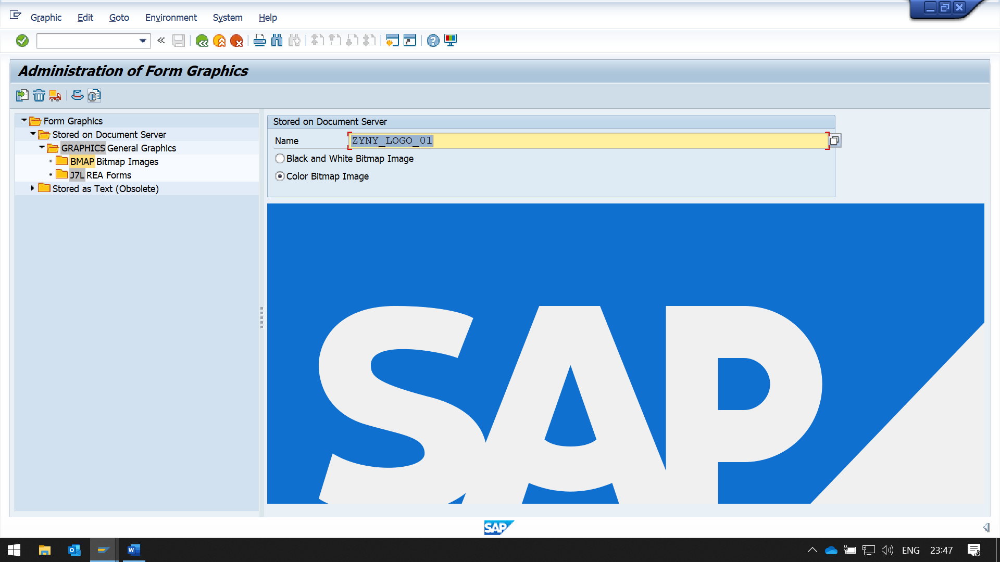 Graphic Edit Goto Environment System Help
Administration of Form Graphics
Form Graphics
Stored on Document Server
GRAPHICS General Graphics
BMAP Bitmap Images
J7L REA Forms
Stored as Text (Obsolete)
Stored on Document Server
Name ZYNY_LOGO_01
Black and White Bitmap Image
Color Bitmap Image
SAP
SAP
ENG 23:47